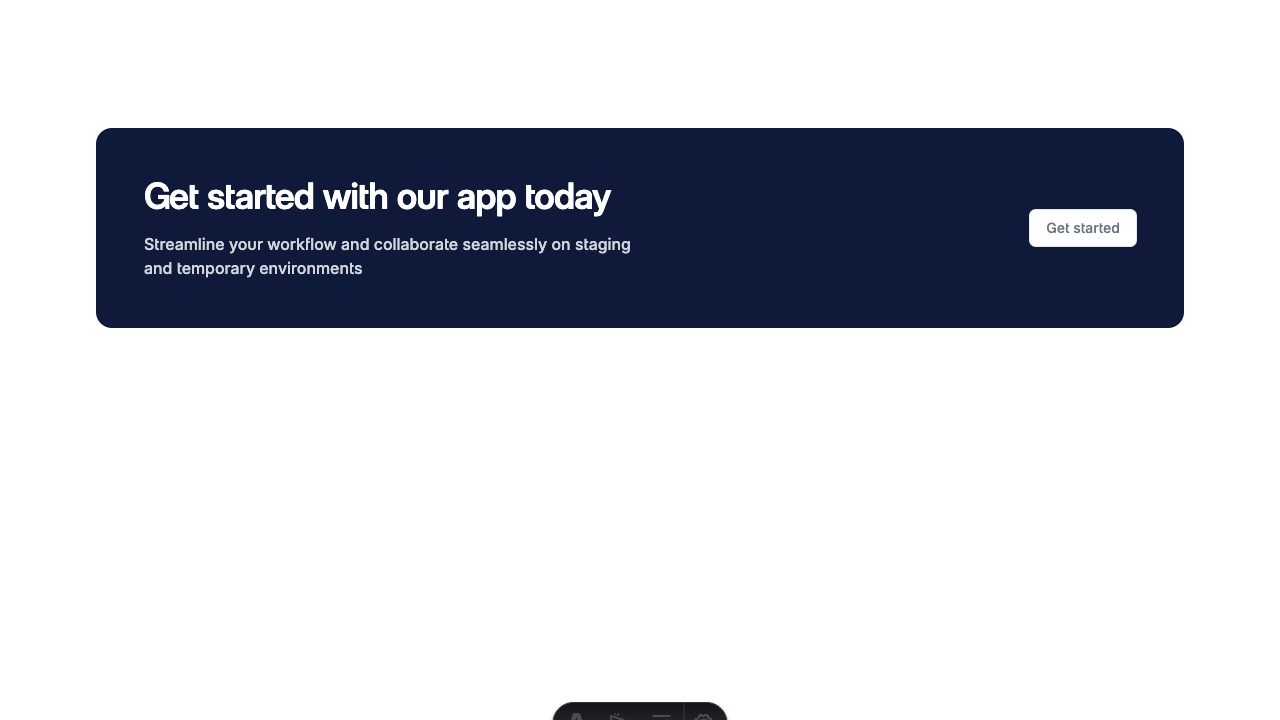 Get started with our app today
Streamline your workflow and collaborate seamlessly on staging
and temporary environments
Get started